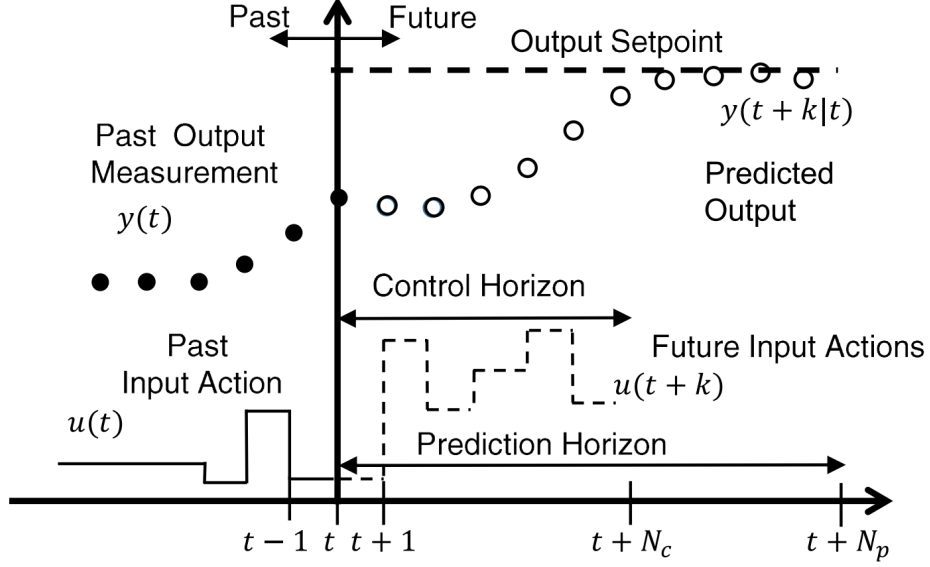 Past Future
Output Setpoint
y(t + k|t)
Past Output
Measurement
y(t)
Predicted
Output
Control Horizon
Past
Input Action
u(t)
Future Input Actions
u(t + k)
Prediction Horizon
t − 1 t t + 1 t + N_c t + N_p